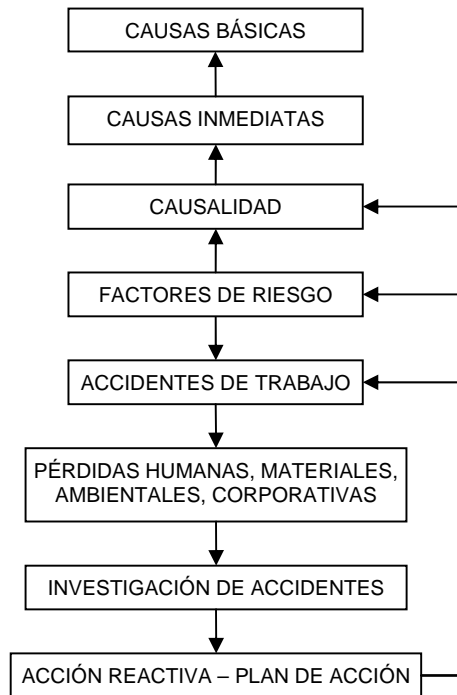 CAUSAS BÁSICAS
CAUSAS INMEDIATAS
CAUSALIDAD
FACTORES DE RIESGO
ACCIDENTES DE TRABAJO
PÉRDIDAS HUMANAS, MATERIALES,
AMBIENTALES, CORPORATIVAS
INVESTIGACIÓN DE ACCIDENTES
ACCIÓN REACTIVA – PLAN DE ACCIÓN